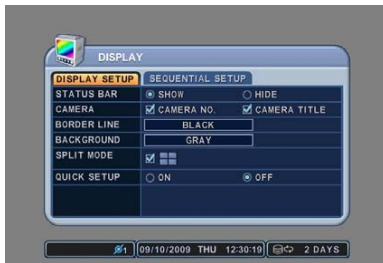 DISPLAY
DISPLAY SETUP SEQUENTIAL SETUP
STATUS BAR SHOW HIDE
CAMERA CAMERA NO. CAMERA TITLE
BORDER LINE BLACK
BACKGROUND GRAY
SPLIT MODE
QUICK SETUP ON OFF
1 09/10/2009 THU 12:30:19 2 DAYS